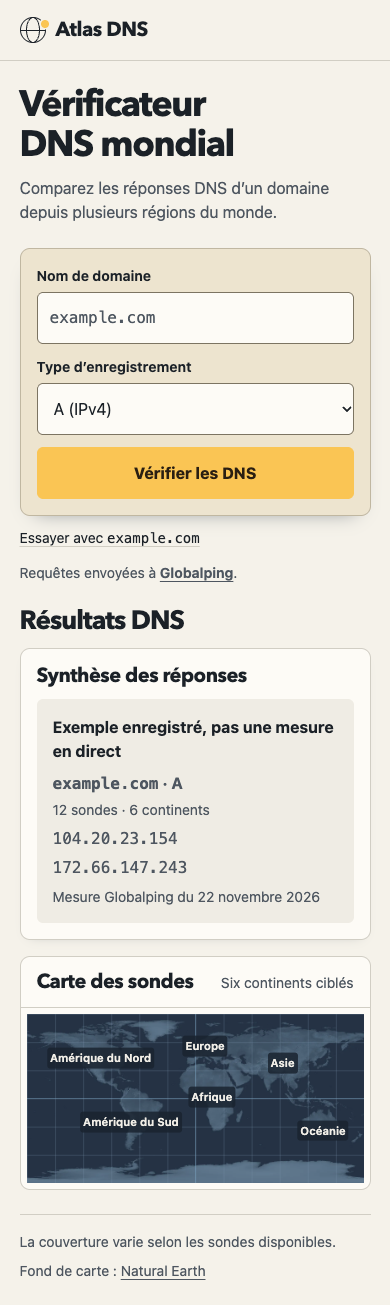 Atlas DNS
Vérificateur
DNS mondial
Comparez les réponses DNS d’un domaine
depuis plusieurs régions du monde.
Nom de domaine
example.com
Type d’enregistrement
A (IPv4)
Vérifier les DNS
Essayer avec example.com
Requêtes envoyées à Globalping.
Résultats DNS
Synthèse des réponses
Exemple enregistré, pas une mesure
en direct
example.com · A
12 sondes · 6 continents
104.20.23.154
172.66.147.243
Mesure Globalping du 22 novembre 2026
Carte des sondes
Six continents ciblés
Europe
Amérique du Nord
Asie
Afrique
Amérique du Sud
Océanie
La couverture varie selon les sondes disponibles.
Fond de carte : Natural Earth